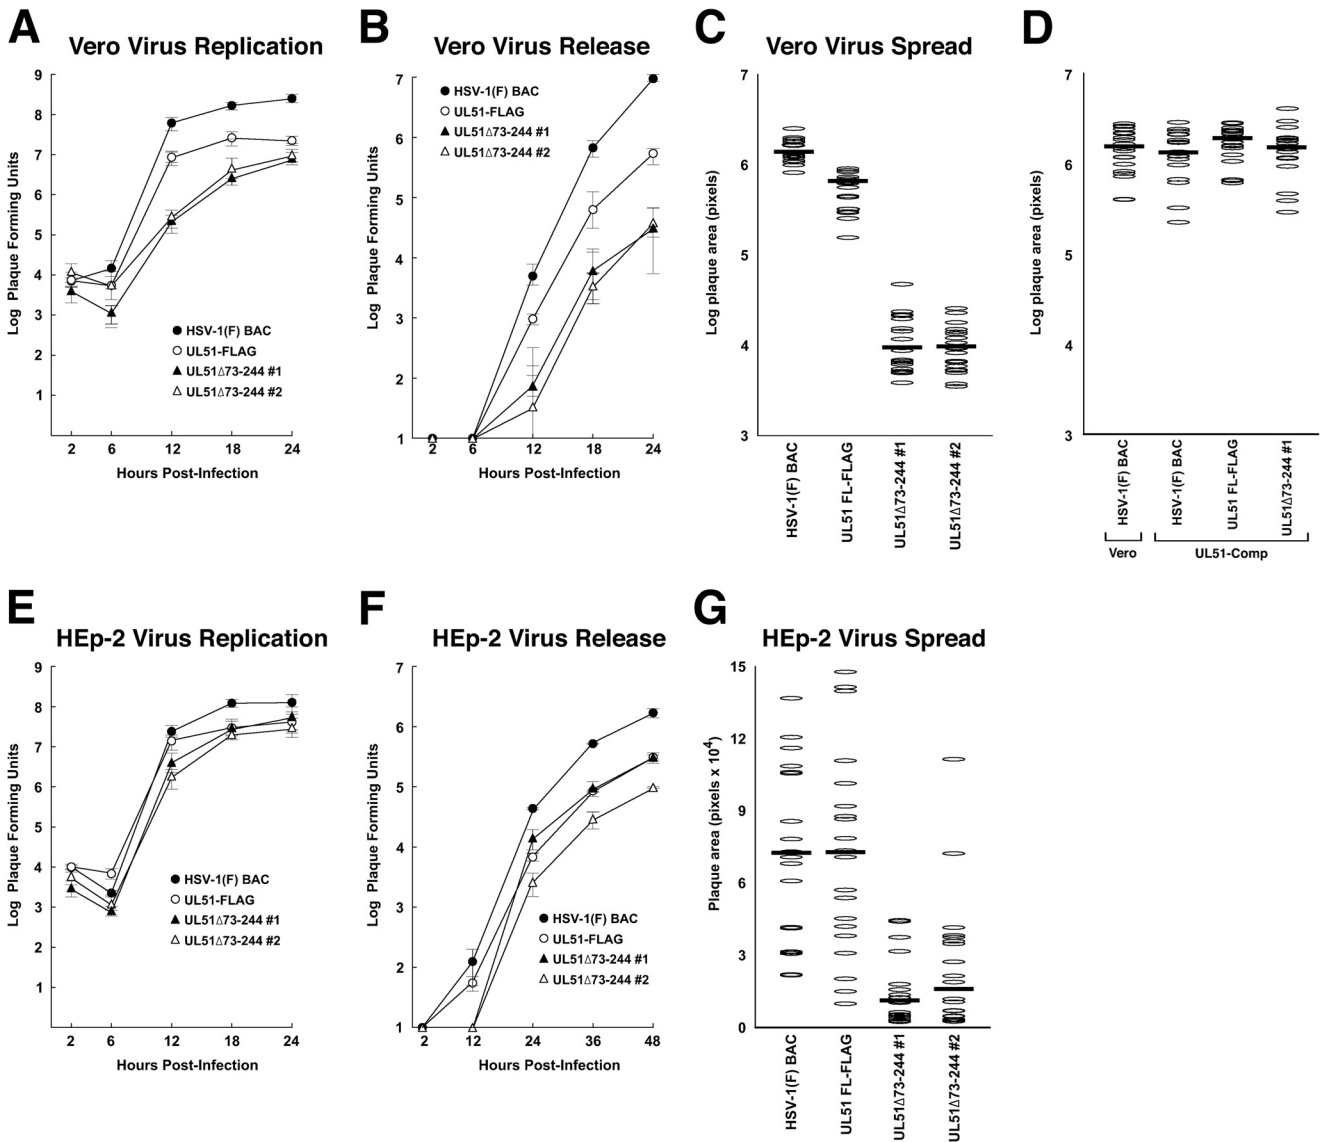 A
Vero Virus Replication
Log Plaque Forming Units
9
8
7
6
5
4
3
2
1
HSV-1(F) BAC
UL51-FLAG
UL51Δ73-244 #1
UL51Δ73-244 #2
2 6 12 18 24
Hours Post-Infection
B
Vero Virus Release
Log Plaque Forming Units
7
6
5
4
3
2
1
HSV-1(F) BAC
UL51-FLAG
UL51Δ73-244 #1
UL51Δ73-244 #2
2 6 12 18 24
Hours Post-Infection
C
Vero Virus Spread
Log plaque area (pixels)
7
6
5
4
3
HSV-1(F) BAC
UL51 FL-FLAG
UL51Δ73-244 #1
UL51Δ73-244 #2
D
Log plaque area (pixels)
7
6
5
4
3
HSV-1(F) BAC
HSV-1(F) BAC
UL51 FL-FLAG
UL51Δ73-244 #1
Vero
UL51-Comp
E
HEp-2 Virus Replication
Log Plaque Forming Units
9
8
7
6
5
4
3
2
1
HSV-1(F) BAC
UL51-FLAG
UL51Δ73-244 #1
UL51Δ73-244 #2
2 6 12 18 24
Hours Post-Infection
F
HEp-2 Virus Release
Log Plaque Forming Units
7
6
5
4
3
2
1
HSV-1(F) BAC
UL51-FLAG
UL51Δ73-244 #1
UL51Δ73-244 #2
2 12 24 36 48
Hours Post-Infection
G
HEp-2 Virus Spread
Plaque area (pixels x 10⁴)
15
12
9
6
3
0
HSV-1(F) BAC
UL51 FL-FLAG
UL51Δ73-244 #1
UL51Δ73-244 #2